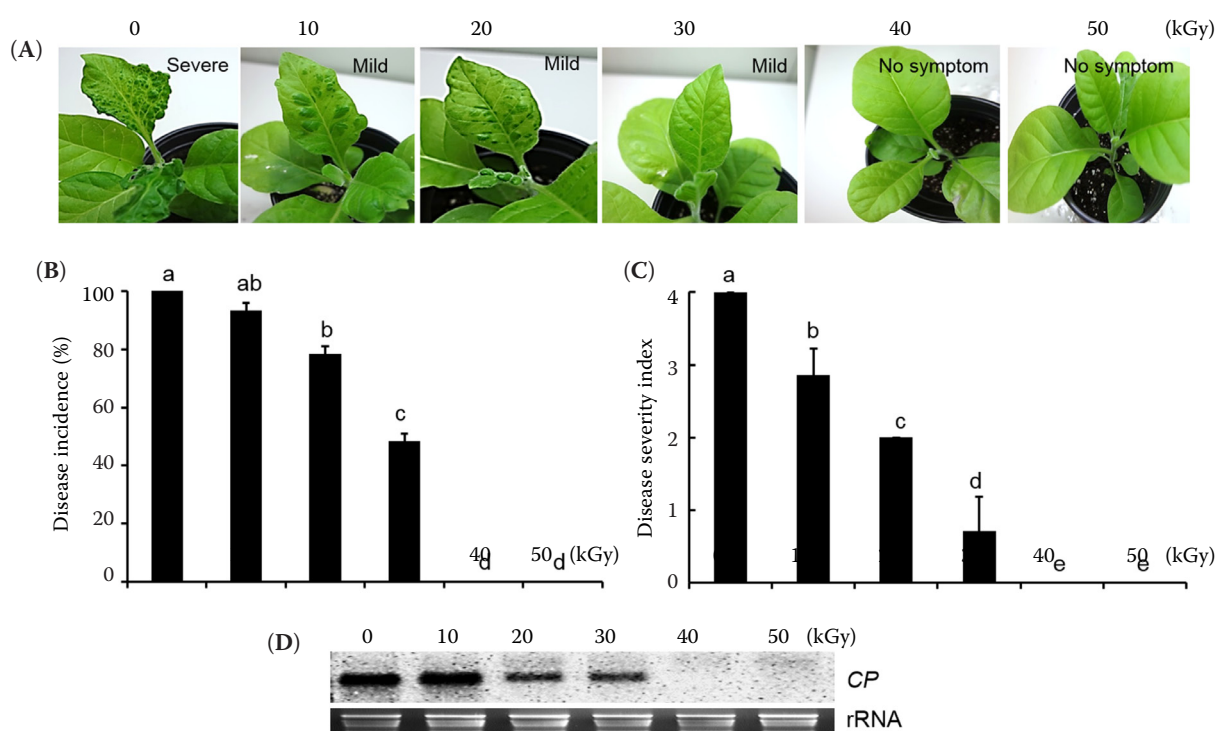 0 10 20 30 40 50 (kGy)
(A)
Severe Mild Mild Mild No symptom No symptom
(B)
a
ab
b
c
d
d
100
80
60
40
20
0
Disease incidence (%)
40 50 (kGy)
(C)
a
b
c
d
e
e
4
3
2
1
0
Disease severity index
40 50 (kGy)
(D) 0 10 20 30 40 50 (kGy)
CP
rRNA